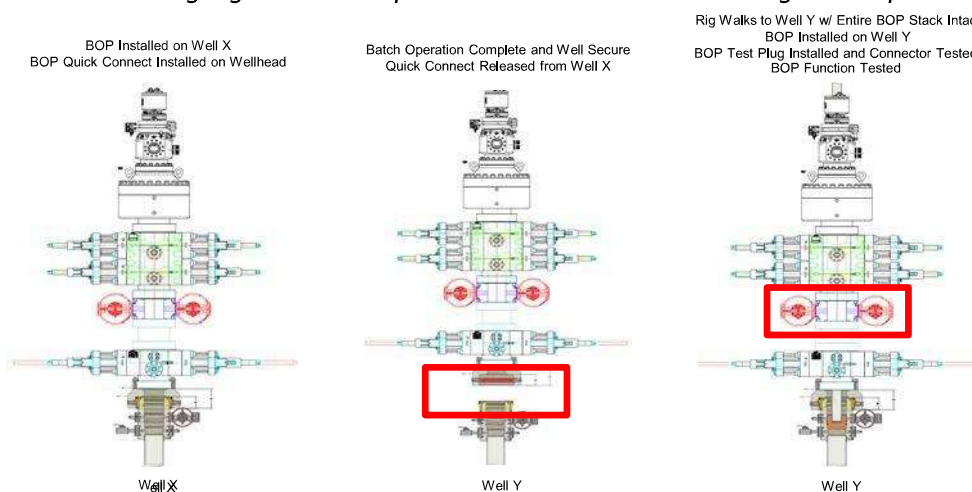 BOP Installed on Well X
BOP Quick Connect Installed on Wellhead
Batch Operation Complete and Well Secure
Quick Connect Released from Well X
Rig Walks to Well Y w/ Entire BOP Stack Intac
BOP Installed on Well Y
BOP Test Plug Installed and Connector Tested
BOP Function Tested
Well X
Well Y
Well Y